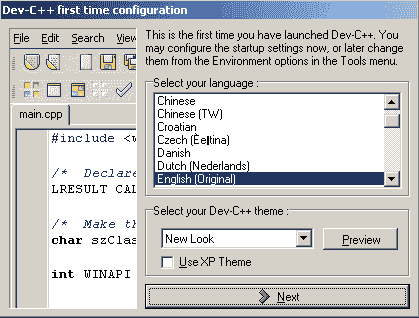 Dev-C++ first time configuration
File Edit Search View
main.cpp
#include <w
/* Declare
LRESULT CAL
/* Make th
char szClas
int WINAPI
This is the first time you have launched Dev-C++. You
may configure the startup settings now, or later change
them from the Environment options in the Tools menu.
Select your language :
Chinese
Chinese (TW)
Croatian
Czech (Èeština)
Danish
Dutch (Nederlands)
English (Original)
Select your Dev-C++ theme :
New Look
Preview
Use XP Theme
Next